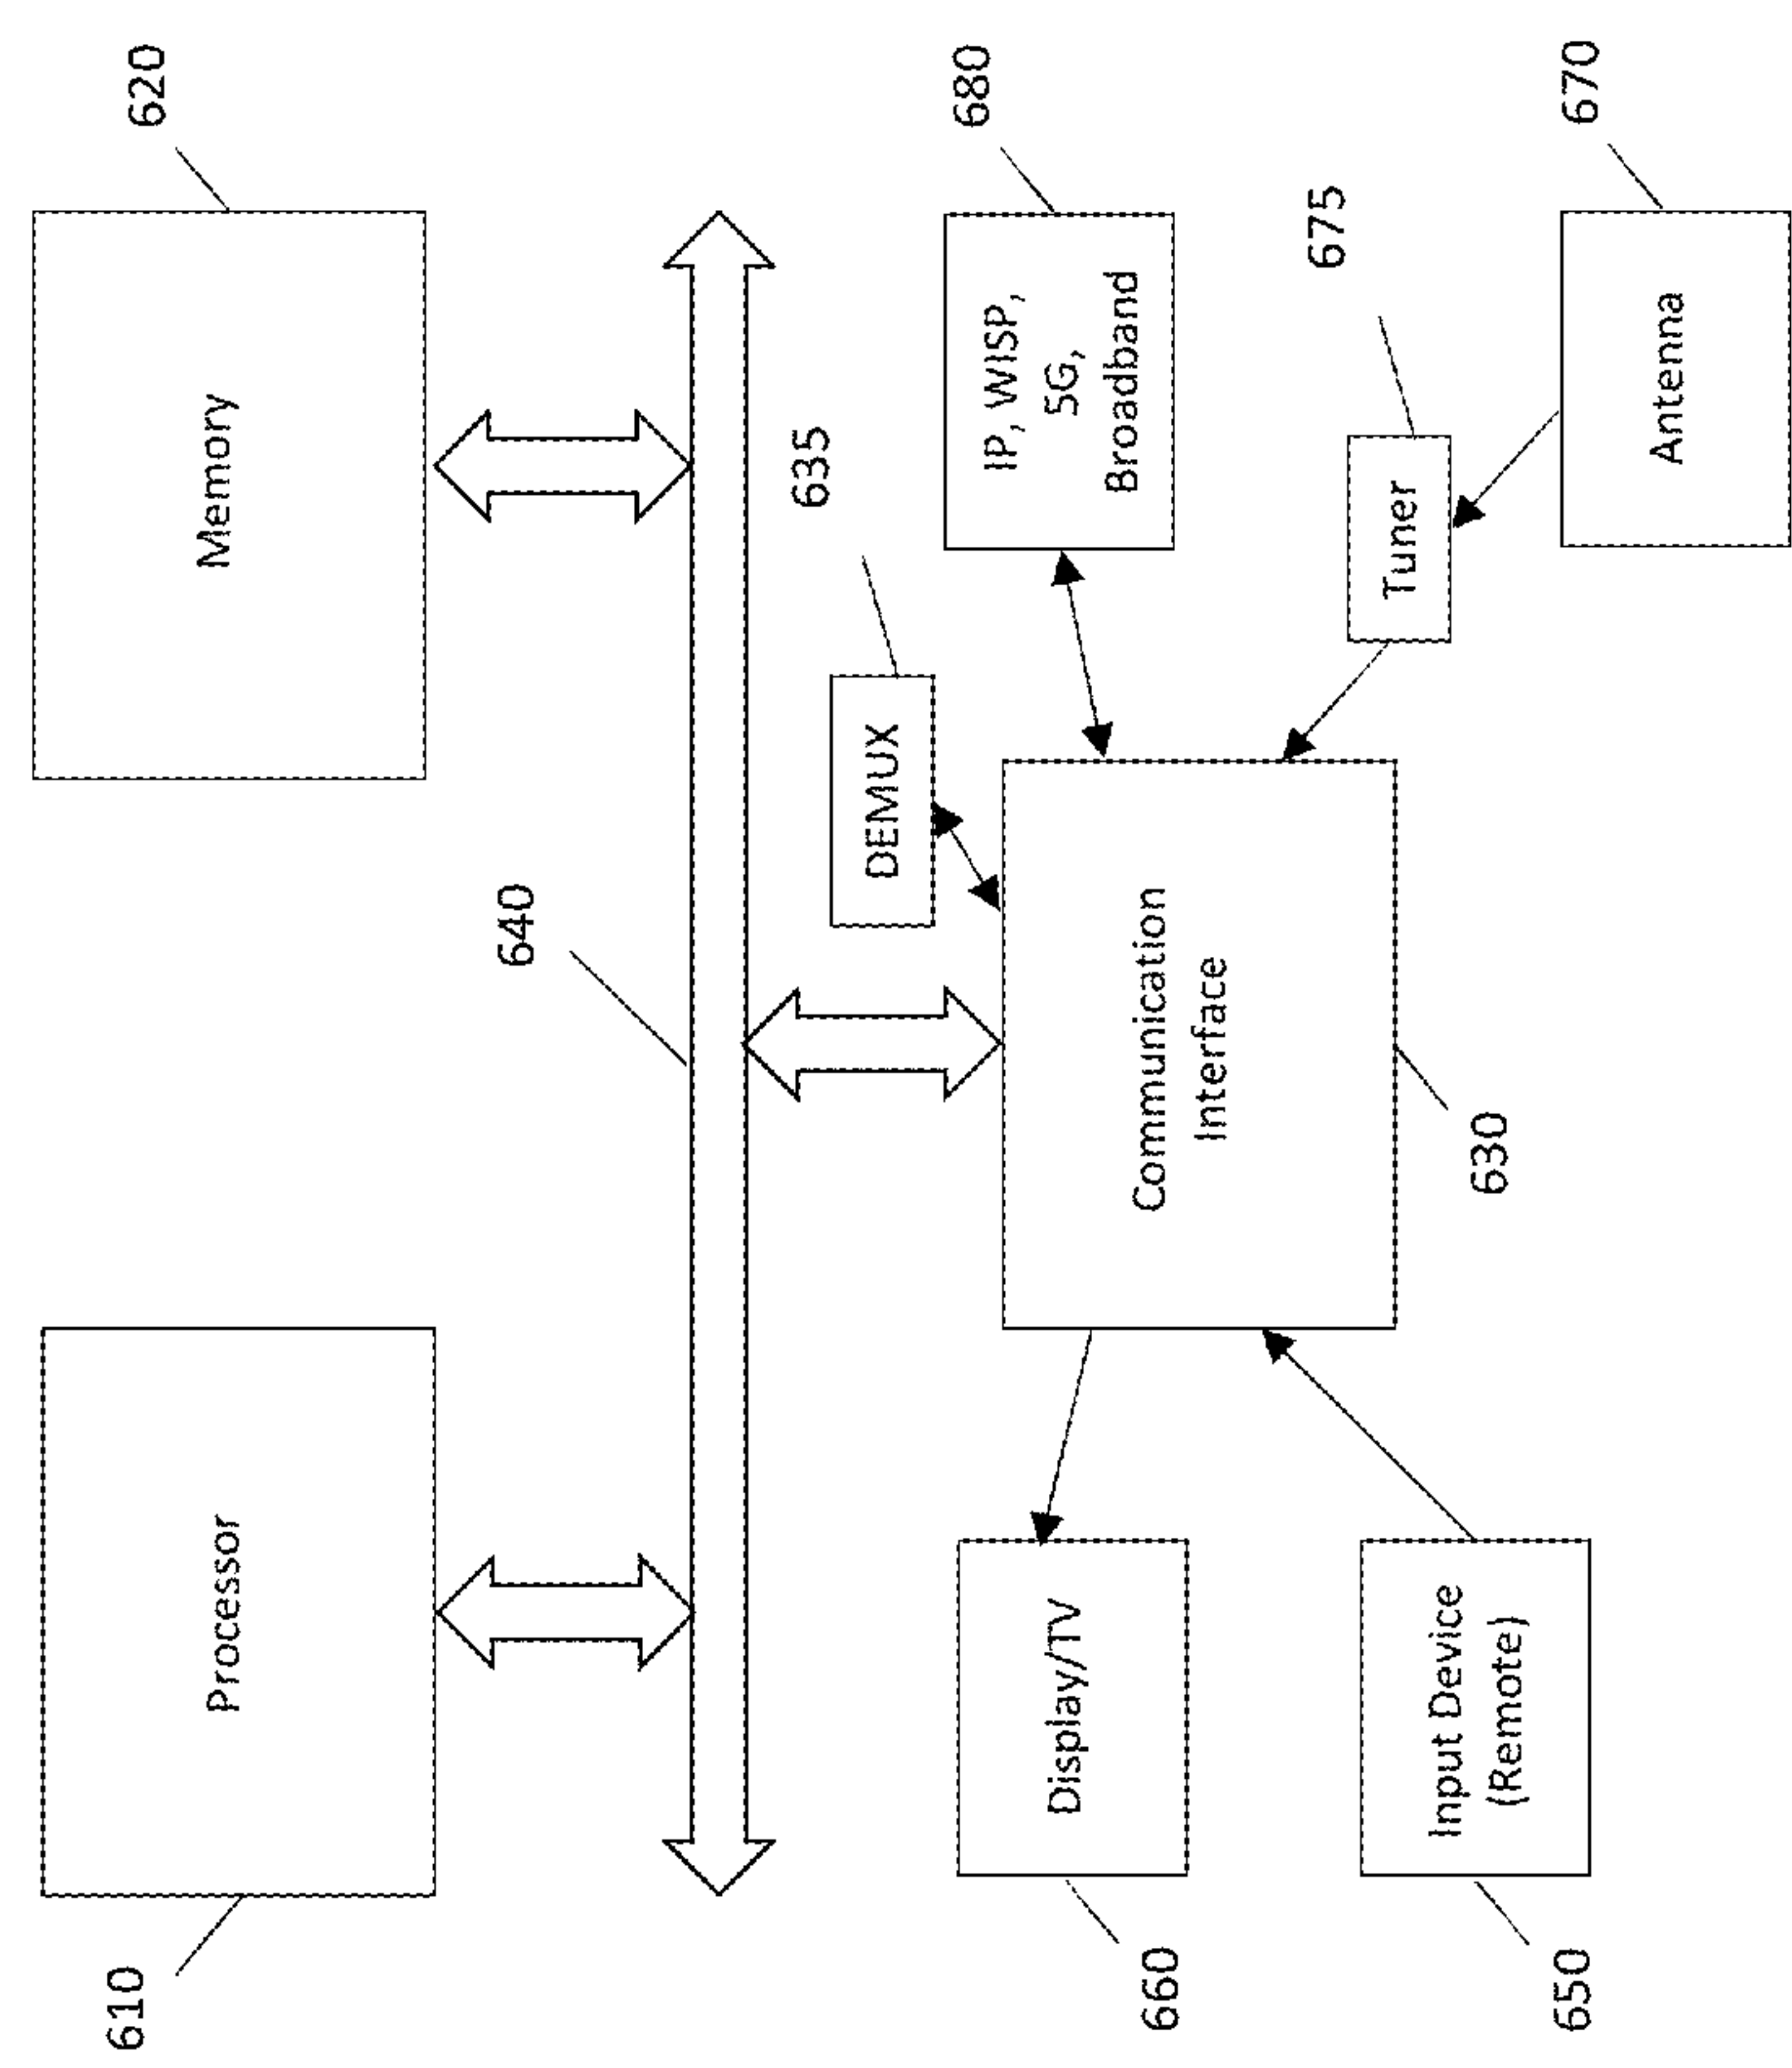 610
Processor
Memory
620
640
635
DEMUX
660
Display/TV
Communication
Interface
630
IP, WISP,
5G,
Broadband
680
650
Input Device
(Remote)
Tuner
675
Antenna
670